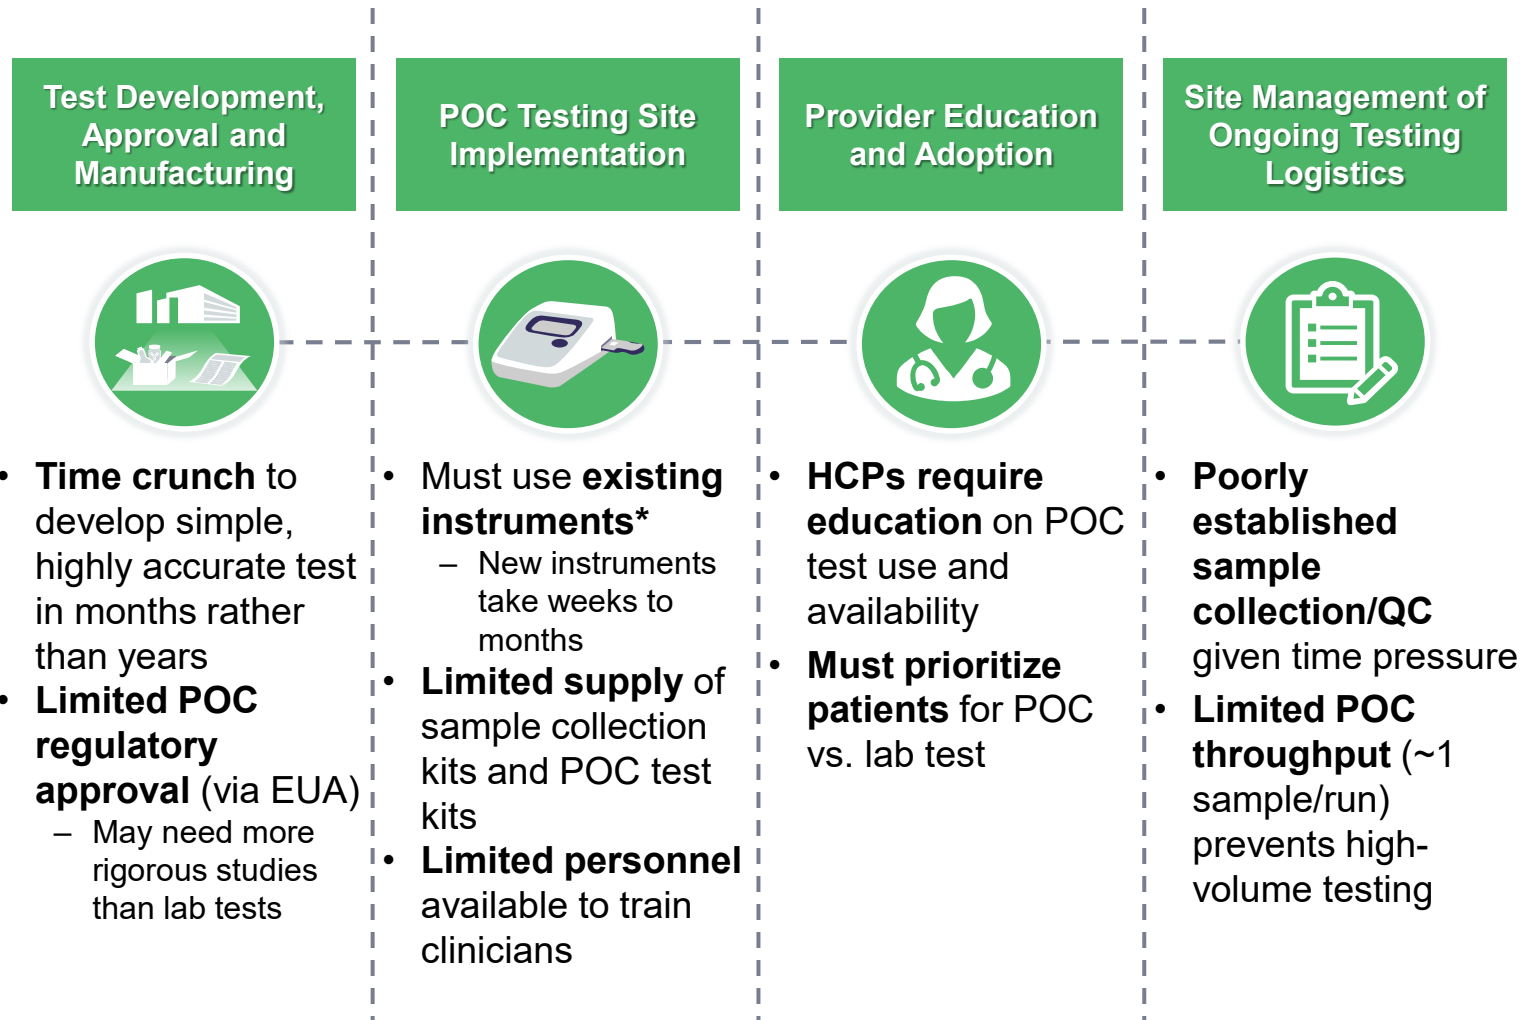 Test Development,
Approval and
Manufacturing
• Time crunch to
develop simple,
highly accurate test
in months rather
than years
• Limited POC
regulatory
approval (via EUA)
– May need more
rigorous studies
than lab tests
POC Testing Site
Implementation
• Must use existing
instruments*
– New instruments
take weeks to
months
• Limited supply of
sample collection
kits and POC test
kits
• Limited personnel
available to train
clinicians
Provider Education
and Adoption
• HCPs require
education on POC
test use and
availability
• Must prioritize
patients for POC
vs. lab test
Site Management of
Ongoing Testing
Logistics
• Poorly
established
sample
collection/QC
given time pressure
• Limited POC
throughput (~1
sample/run)
prevents high-
volume testing